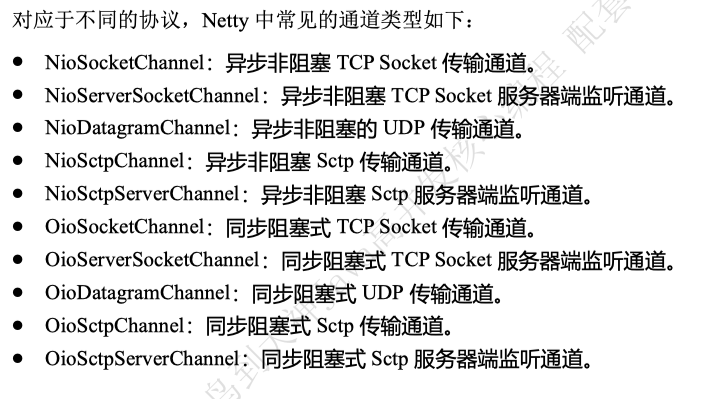 对应于不同的协议，Netty 中常见的通道类型如下：
● NioSocketChannel：异步非阻塞 TCP Socket 传输通道。
● NioServerSocketChannel：异步非阻塞 TCP Socket 服务器端监听通道。
● NioDatagramChannel：异步非阻塞的 UDP 传输通道。
● NioSctpChannel：异步非阻塞 Sctp 传输通道。
● NioSctpServerChannel：异步非阻塞 Sctp 服务器端监听通道。
● OioSocketChannel：同步阻塞式 TCP Socket 传输通道。
● OioServerSocketChannel：同步阻塞式 TCP Socket 服务器端监听通道。
● OioDatagramChannel：同步阻塞式 UDP 传输通道。
● OioSctpChannel：同步阻塞式 Sctp 传输通道。
● OioSctpServerChannel：同步阻塞式 Sctp 服务器端监听通道。